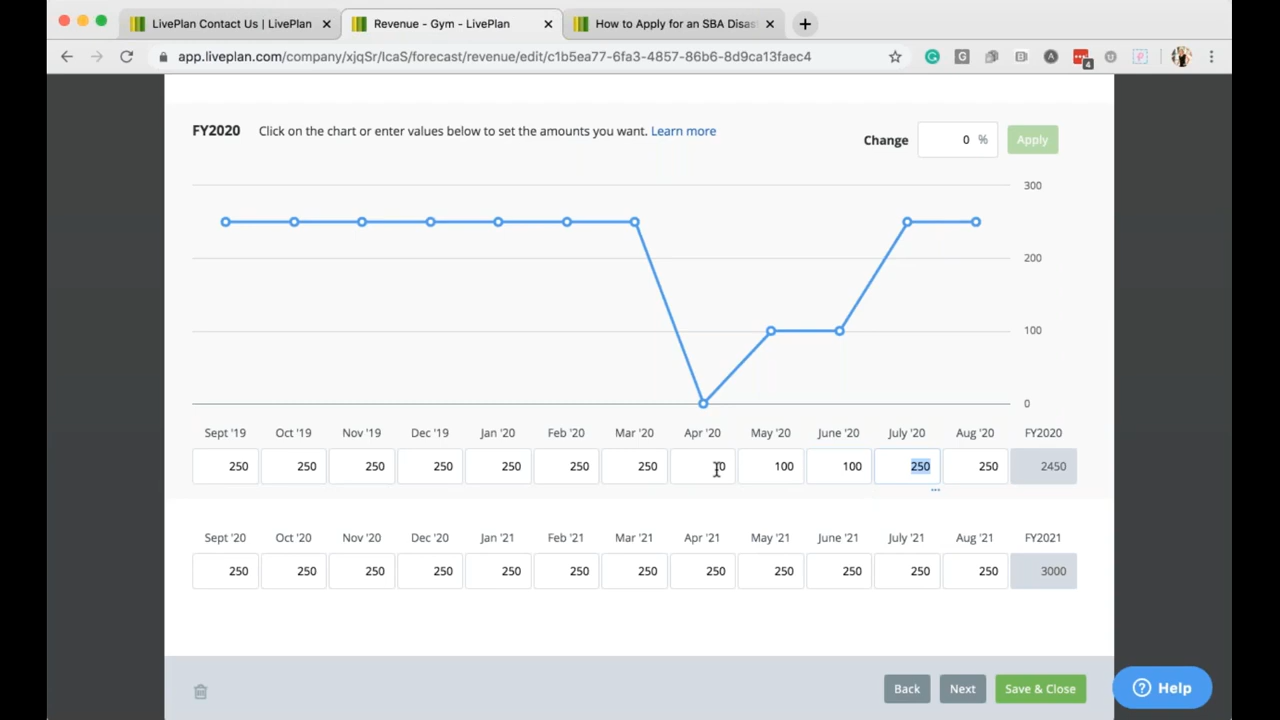 LivePlan Contact Us | LivePlan
Revenue - Gym - LivePlan
How to Apply for an SBA Disas
app.liveplan.com/company/xjqSr/IcaS/forecast/revenue/edit/c1b5ea77-6fa3-4857-86b6-8d9ca13faec4
4
FY2020 Click on the chart or enter values below to set the amounts you want. Learn more
Change 0 % Apply
300
200
100
0
Sept '19 Oct '19 Nov '19 Dec '19 Jan '20 Feb '20 Mar '20 Apr '20 May '20 June '20 July '20 Aug '20 FY2020
250 250 250 250 250 250 250 0 100 100 250 250 2450
Sept '20 Oct '20 Nov '20 Dec '20 Jan '21 Feb '21 Mar '21 Apr '21 May '21 June '21 July '21 Aug '21 FY2021
250 250 250 250 250 250 250 250 250 250 250 250 3000
Back Next Save & Close
Help